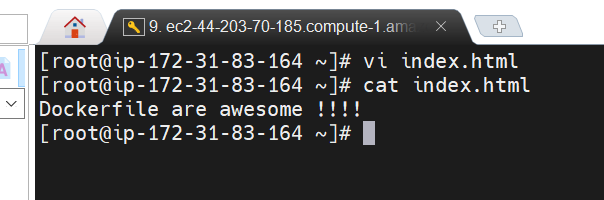 9. ec2-44-203-70-185.compute-1.ama
[root@ip-172-31-83-164 ~]# vi index.html
[root@ip-172-31-83-164 ~]# cat index.html
Dockerfile are awesome !!!!
[root@ip-172-31-83-164 ~]#